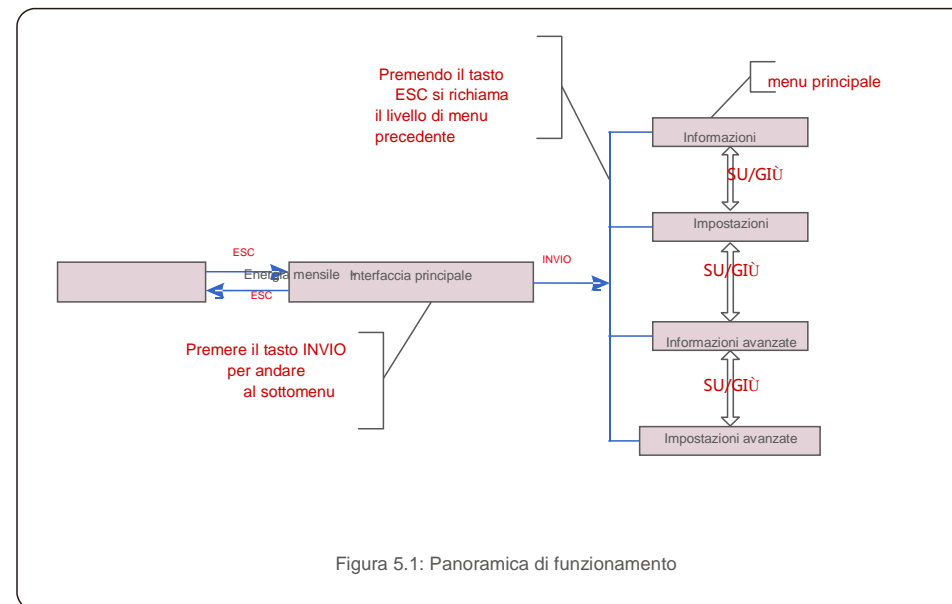 Premendo il tasto
ESC si richiama
il livello di menu
precedente
menu principale
Informazioni
SU/GIÙ
Impostazioni
ESC
Energia mensile
Interfaccia principale
INVIO
SU/GIÙ
ESC
Informazioni avanzate
Premere il tasto INVIO
per andare
al sottomenu
SU/GIÙ
Impostazioni avanzate
Figura 5.1: Panoramica di funzionamento